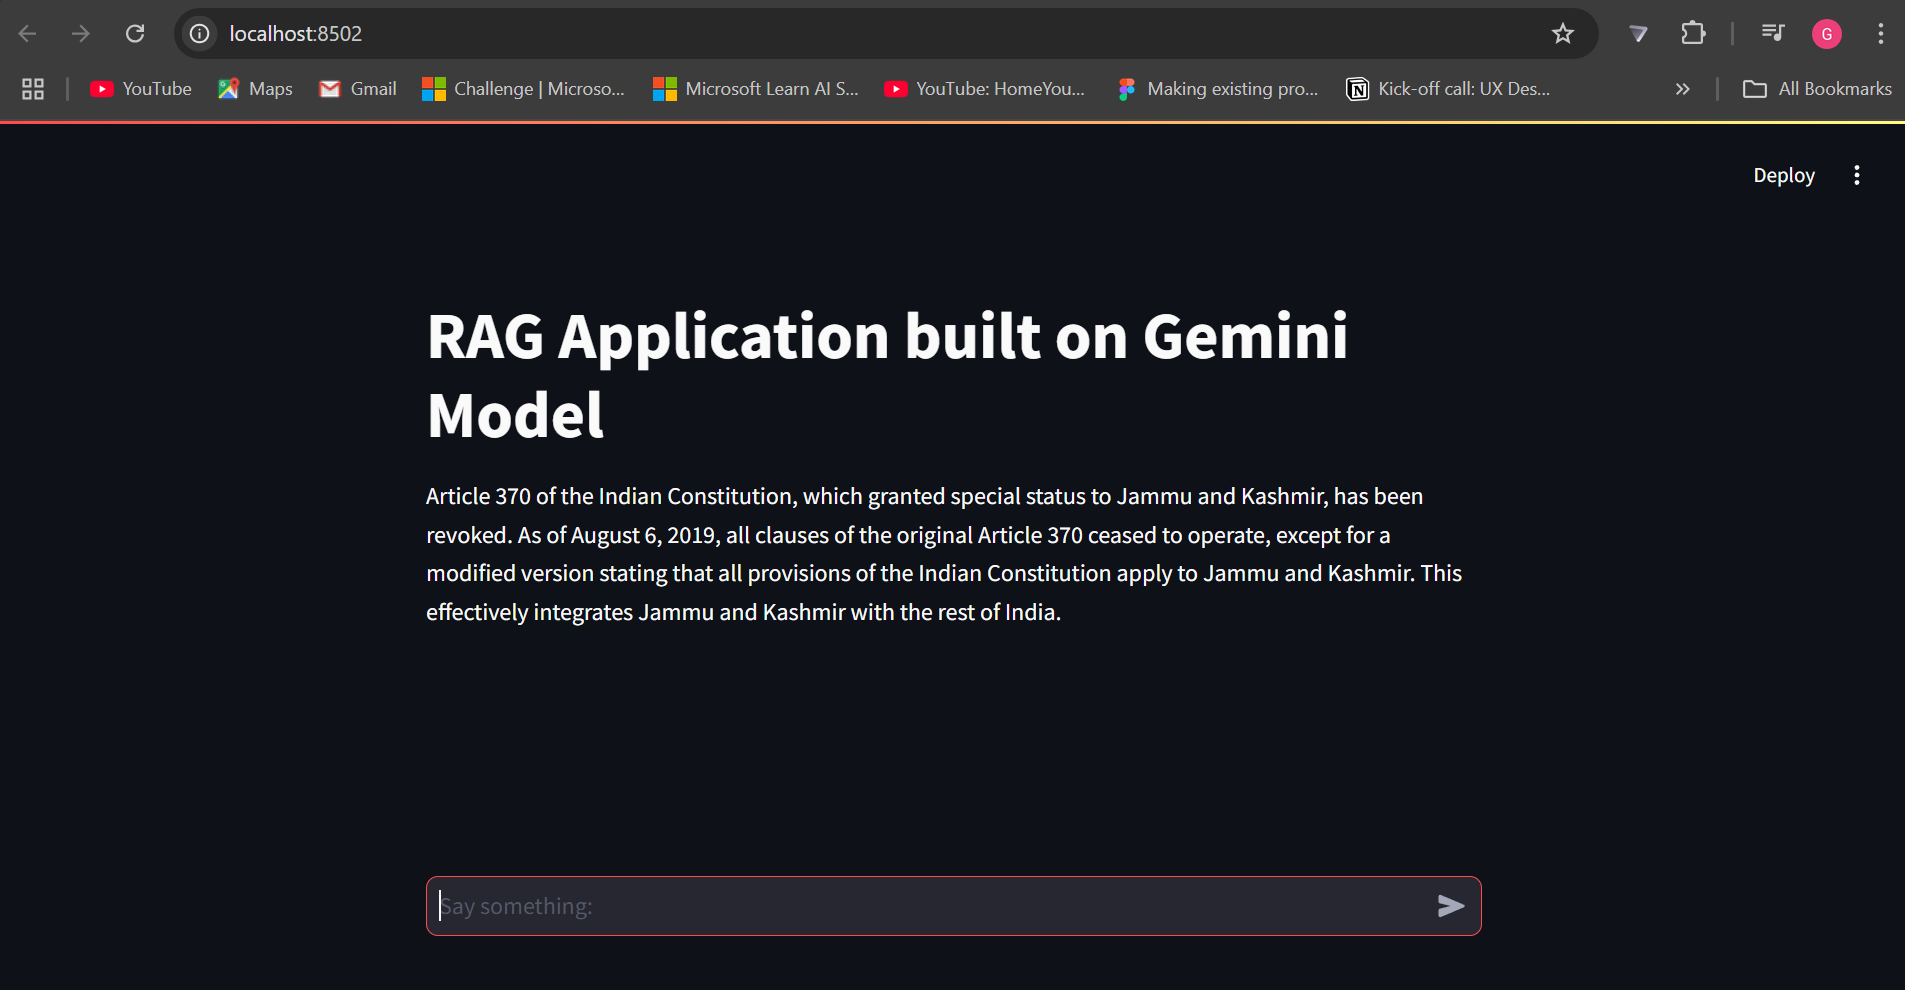 localhost:8502
YouTube Maps Gmail Challenge | Microso... Microsoft Learn AI S... YouTube: HomeYou... Making existing pro... Kick-off call: UX Des... All Bookmarks
G
Deploy
RAG Application built on Gemini
Model
Article 370 of the Indian Constitution, which granted special status to Jammu and Kashmir, has been
revoked. As of August 6, 2019, all clauses of the original Article 370 ceased to operate, except for a
modified version stating that all provisions of the Indian Constitution apply to Jammu and Kashmir. This
effectively integrates Jammu and Kashmir with the rest of India.
Say something: